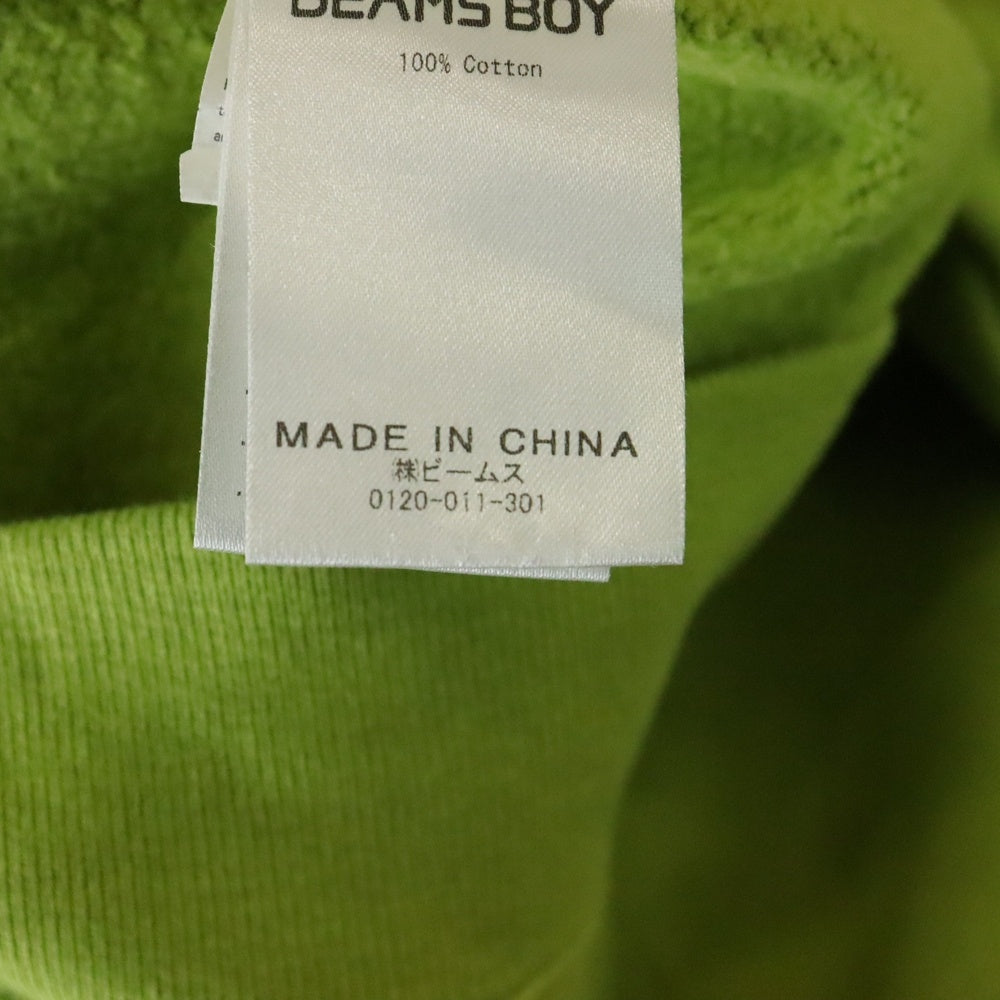 BEAMS BOY
100% Cotton
MADE IN CHINA
㈱ビームス
0120-011-301